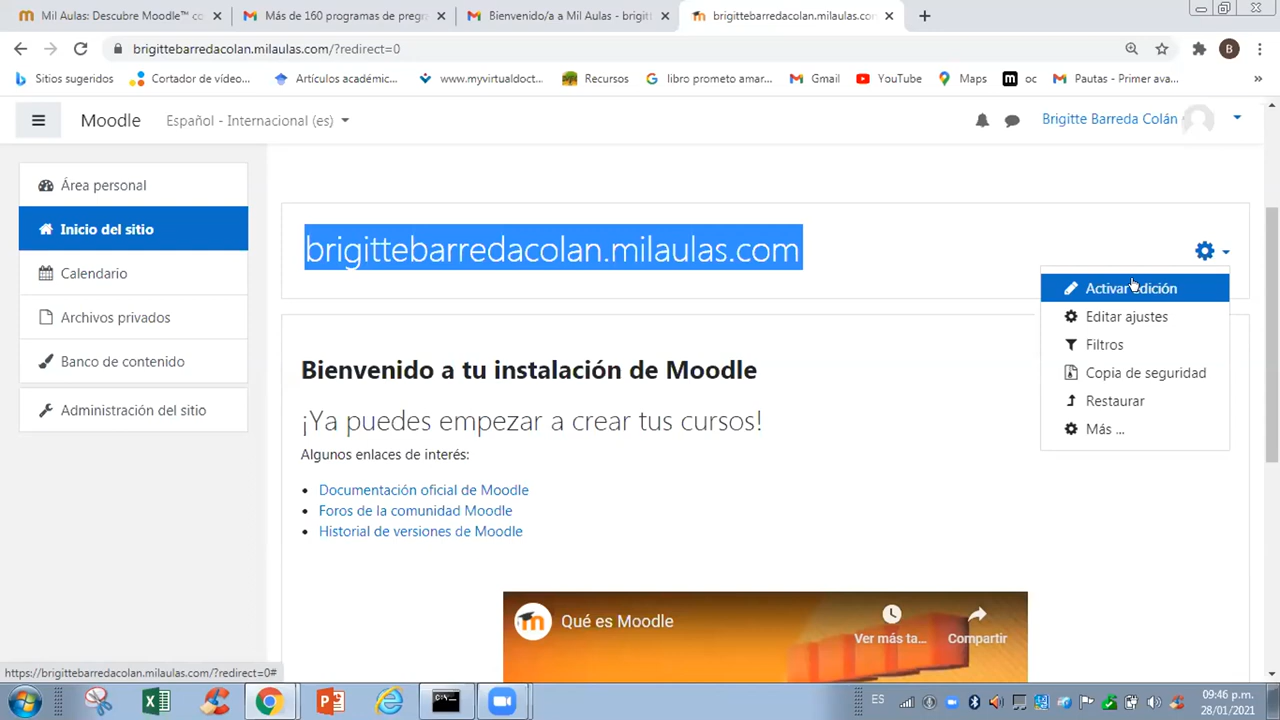 Mil Aulas: Descubre Moodle™ co
Más de 160 programas de pregr
Bienvenido/a a Mil Aulas - brigitt
brigittebarredacolan.milaulas.com
brigittebarredacolan.milaulas.com/?redirect=0
B
Sitios sugeridos
Cortador de vídeo...
Artículos académic...
www.myvirtualdoct...
Recursos
libro prometo amar...
Gmail
YouTube
Maps
oc
Pautas - Primer ava...
Moodle
Español - Internacional (es)
Brigitte Barreda Colán
Área personal
Inicio del sitio
Calendario
Archivos privados
Banco de contenido
Administración del sitio
brigittebarredacolan.milaulas.com
Activar edición
Editar ajustes
Filtros
Copia de seguridad
Restaurar
Más ...
Bienvenido a tu instalación de Moodle
¡Ya puedes empezar a crear tus cursos!
Algunos enlaces de interés:
Documentación oficial de Moodle
Foros de la comunidad Moodle
Historial de versiones de Moodle
Qué es Moodle
Ver más ta...
Compartir
https://brigittebarredacolan.milaulas.com/?redirect=0#
ES
09:46 p.m.
28/01/2021